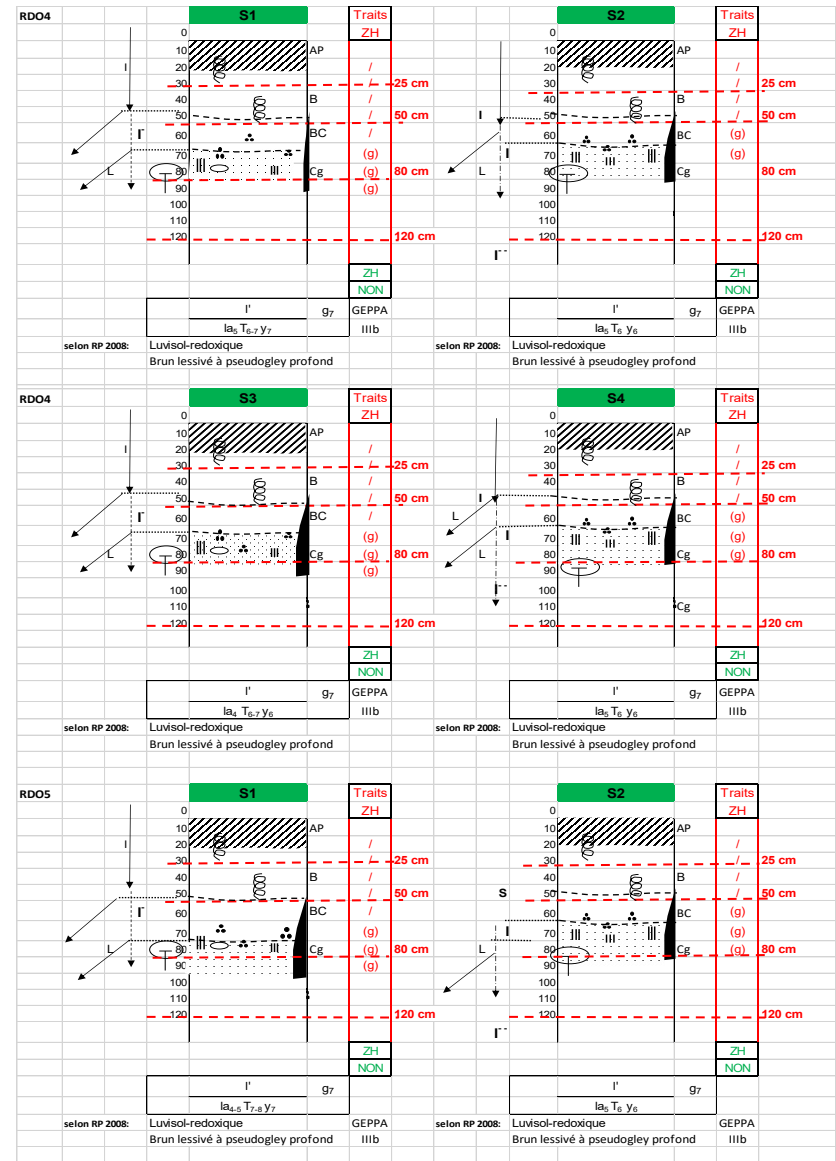 RDO4 S1 Traits S2 Traits
0 ZH 0 ZH
10 AP 10 AP
20 / 20 /
I 30 / 25 cm 30 / 25 cm
40 B / 40 B /
50 / 50 cm I 50 / 50 cm
I- 60 BC / 60 BC (g)
70 (g) I 70 (g)
L 80 Cg (g) 80 cm L 80 Cg 80 cm
T 90 (g) T 90
100 100
110 110
120 120 cm 120 120 cm
I--
ZH ZH
NON NON
I' g7 GEPPA I' g7 GEPPA
Ia5 T6-7 y7 IIIb Ia5 T6 y6 IIIb
selon RP 2008: Luvisol-redoxique selon RP 2008: Luvisol-redoxique
Brun lessivé à pseudogley profond Brun lessivé à pseudogley profond
RDO4 S3 Traits S4 Traits
0 ZH 0 ZH
10 AP 10 AP
20 / 20 /
I 30 / 25 cm 30 / 25 cm
40 B / 40 B /
50 / 50 cm I 50 / 50 cm
I- 60 BC / L 60 BC (g)
70 (g) I 70 (g)
L 80 Cg (g) 80 cm L 80 Cg (g) 80 cm
T 90 (g) T 90
100 I-- 100
110 110 Cg
120 120 cm 120 120 cm
ZH ZH
NON NON
I' g7 GEPPA I' g7 GEPPA
Ia4 T6-7 y6 IIIb Ia5 T6 y6 IIIb
selon RP 2008: Luvisol-redoxique selon RP 2008: Luvisol-redoxique
Brun lessivé à pseudogley profond Brun lessivé à pseudogley profond
RDO5 S1 Traits S2 Traits
0 ZH 0 ZH
10 AP 10 AP
20 / 20 /
I 30 / 25 cm 30 / 25 cm
40 B / 40 B /
50 / 50 cm S 50 / 50 cm
I- 60 BC / 60 BC (g)
70 (g) I 70 (g)
L 80 Cg (g) 80 cm L 80 Cg (g) 80 cm
T 90 (g) T 90
100 100
110 110
120 120 cm 120 120 cm
I--
ZH ZH
NON NON
I' g7 I' g7
Ia4-5 T7-8 y7 Ia5 T6 y6
selon RP 2008: Luvisol-redoxique GEPPA selon RP 2008: Luvisol-redoxique GEPPA
Brun lessivé à pseudogley profond IIIb Brun lessivé à pseudogley profond IIIb